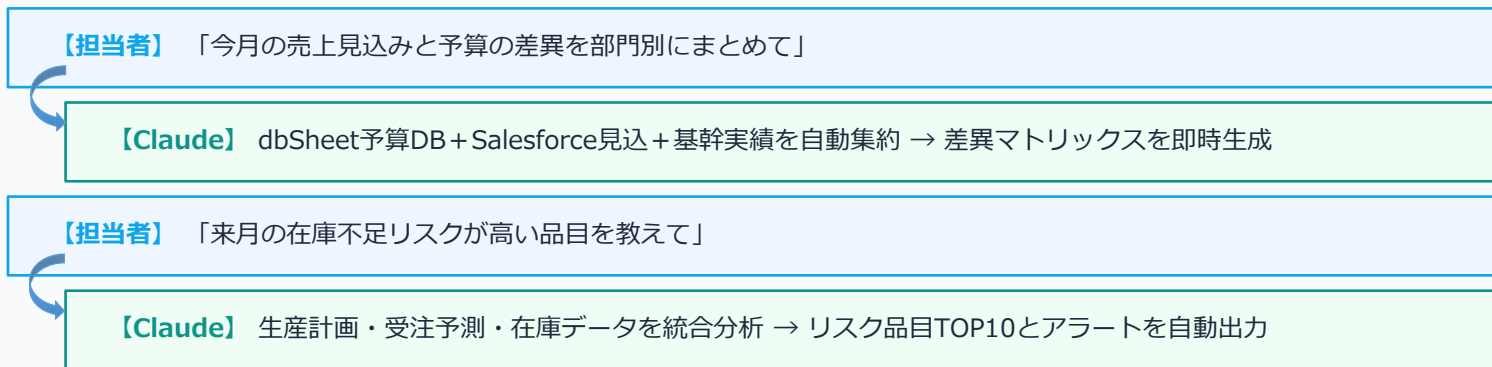 【担当者】 「今月の売上見込みと予算の差異を部門別にまとめて」
【Claude】 dbSheet予算DB＋Salesforce見込＋基幹実績を自動集約 → 差異マトリックスを即時生成
【担当者】 「来月の在庫不足リスクが高い品目を教えて」
【Claude】 生産計画・受注予測・在庫データを統合分析 → リスク品目TOP10とアラートを自動出力